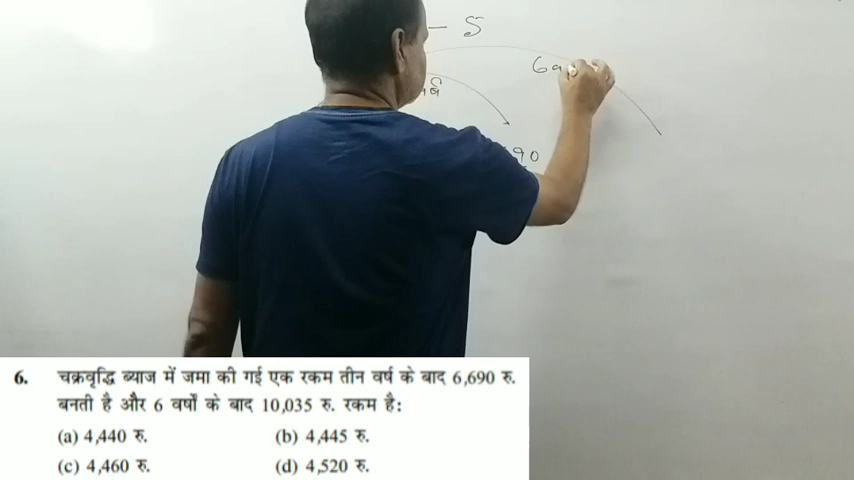 – S
6व
90
6. चक्रवृद्धि ब्याज में जमा की गई एक रकम तीन वर्ष के बाद 6,690 रु.
बनती है और 6 वर्षों के बाद 10,035 रु. रकम है:
(a) 4,440 रु. (b) 4,445 रु.
(c) 4,460 रु. (d) 4,520 रु.